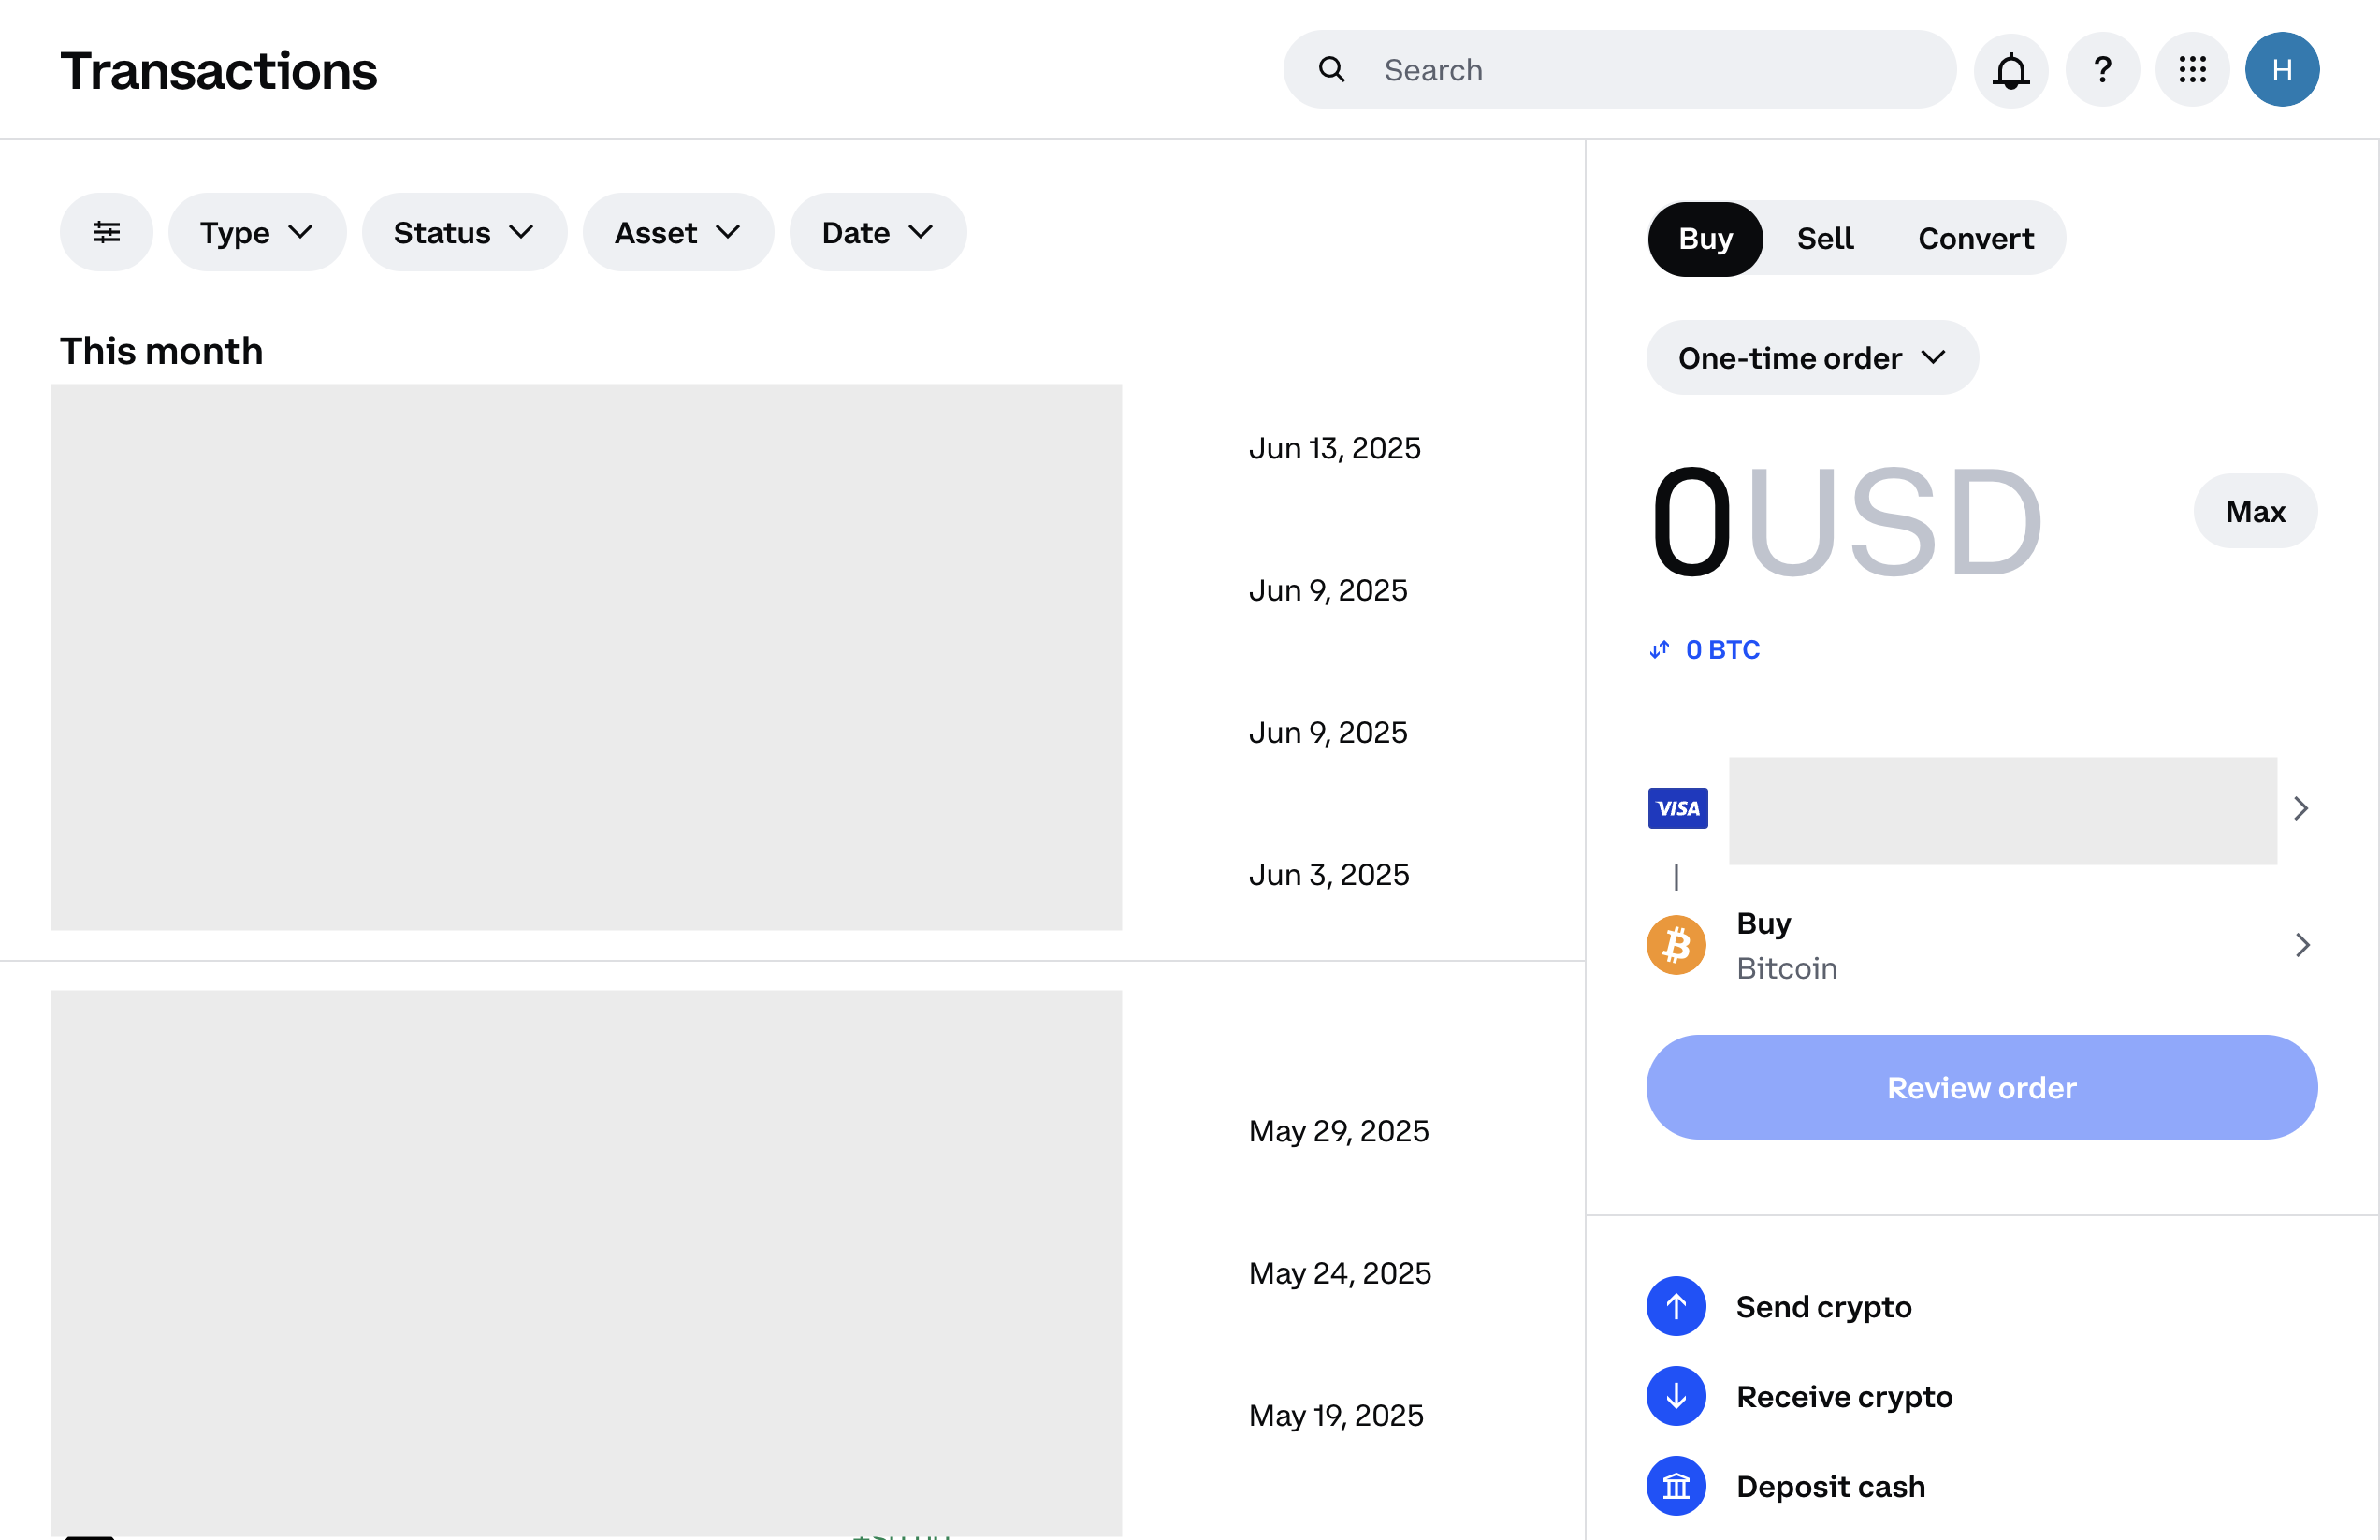 Transactions
Search
?
H
Type
Status
Asset
Date
This month
Jun 13, 2025
Jun 9, 2025
Jun 9, 2025
Jun 3, 2025
May 29, 2025
May 24, 2025
May 19, 2025
Buy
Sell
Convert
One-time order
0 USD
Max
0 BTC
VISA
Buy
Bitcoin
Review order
Send crypto
Receive crypto
Deposit cash